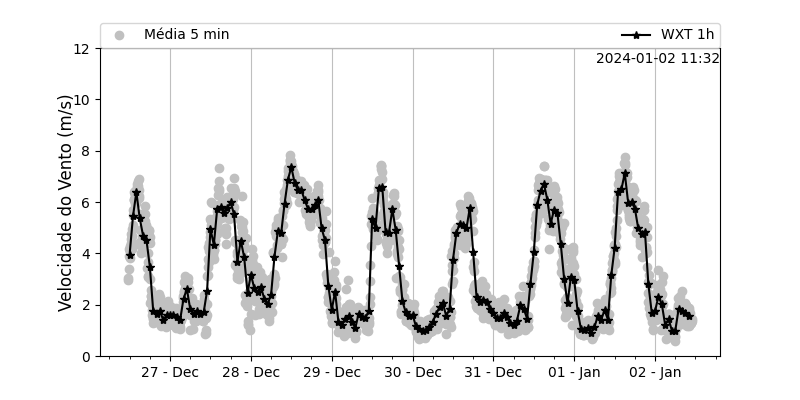 Média 5 min
WXT 1h
2024-01-02 11:32
Velocidade do Vento (m/s)
12
10
8
6
4
2
0
27 - Dec
28 - Dec
29 - Dec
30 - Dec
31 - Dec
01 - Jan
02 - Jan